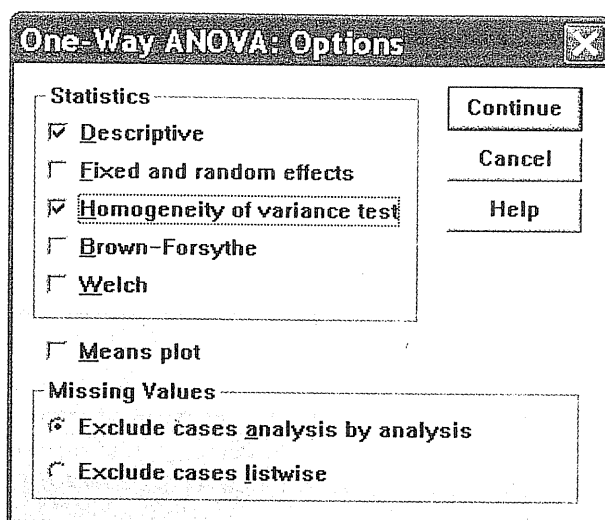 One-Way ANOVA: Options
Statistics
Descriptive
Fixed and random effects
Homogeneity of variance test
Brown-Forsythe
Welch
Means plot
Missing Values
Exclude cases analysis by analysis
Exclude cases listwise
Continue
Cancel
Help